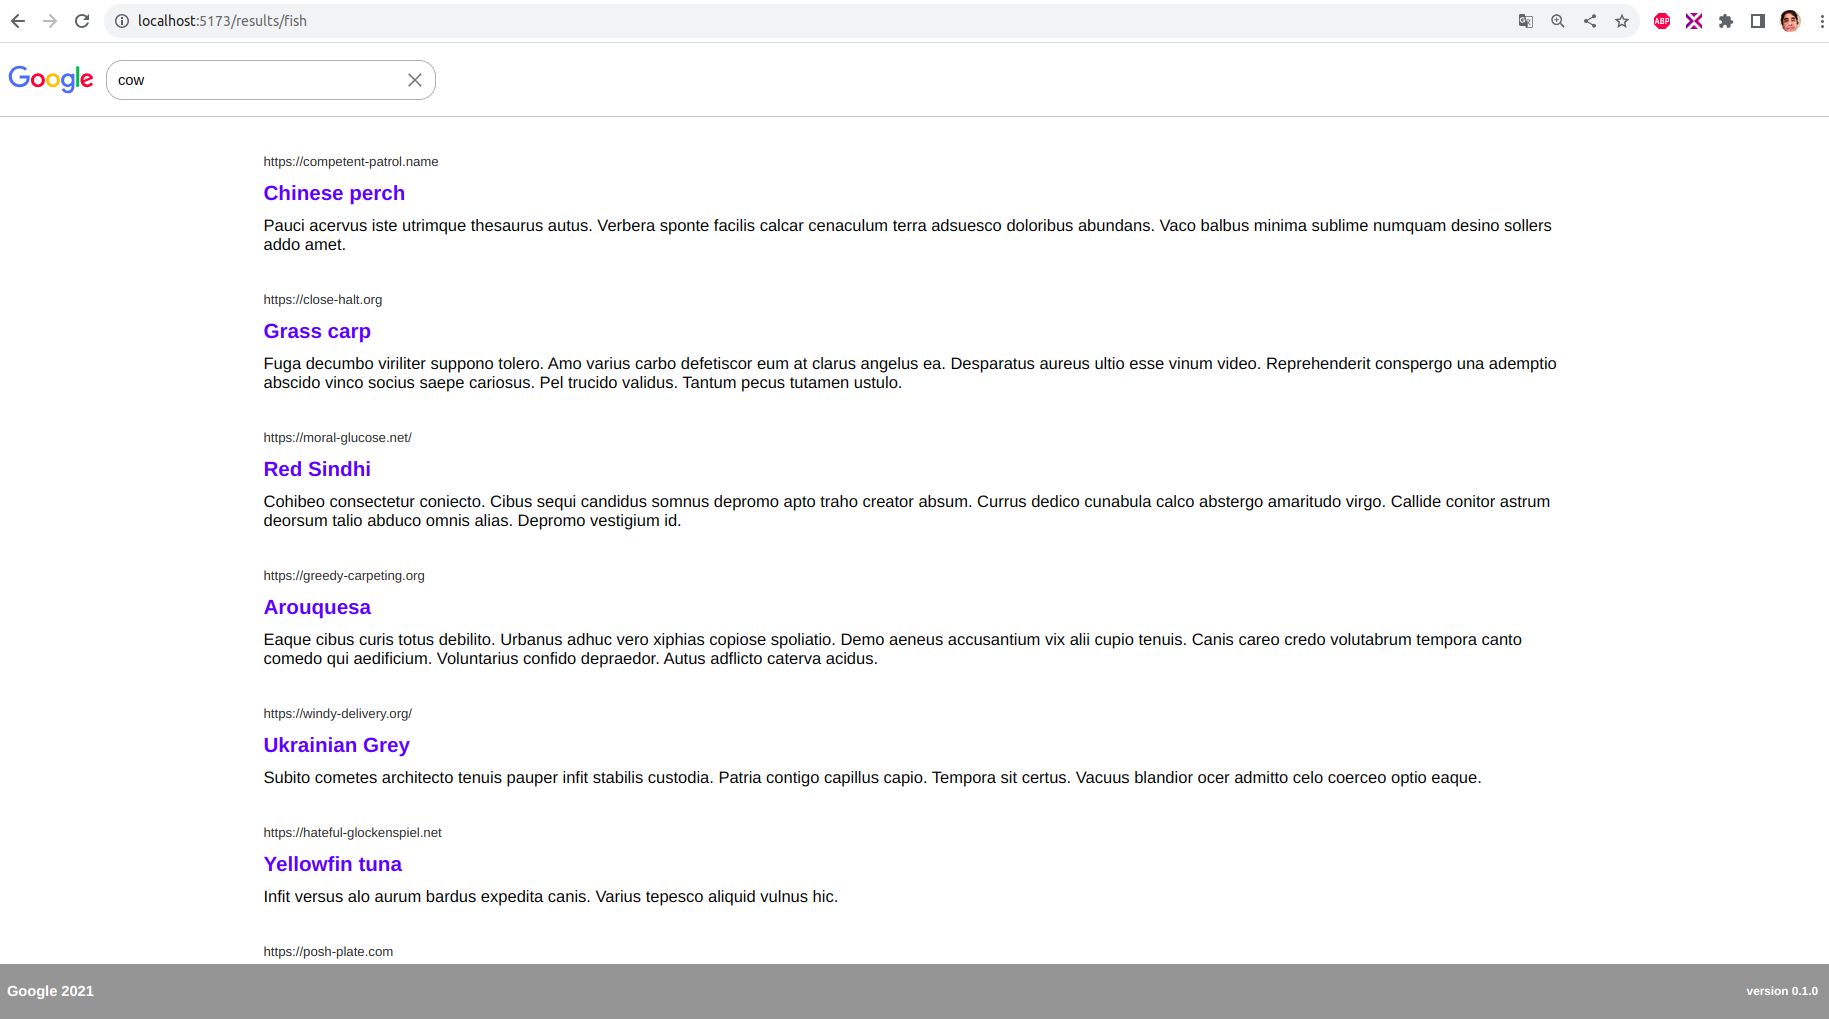 localhost:5173/results/fish
ABP
Google
cow
https://competent-patrol.name
Chinese perch
Pauci acervus iste utrimque thesaurus autus. Verbera sponte facilis calcar cenaculum terra adsuesco doloribus abundans. Vaco balbus minima sublime numquam desino sollers
addo amet.
https://close-halt.org
Grass carp
Fuga decumbo viriliter suppono tolero. Amo varius carbo defetiscor eum at clarus angelus ea. Desparatus aureus ultio esse vinum video. Reprehenderit conspergo una ademptio
abscido vinco socius saepe cariosus. Pel trucido validus. Tantum pecus tutamen ustulo.
https://moral-glucose.net/
Red Sindhi
Cohibeo consectetur coniecto. Cibus sequi candidus somnus depromo apto traho creator absum. Currus dedico cunabula calco abstergo amaritudo virgo. Callide conitor astrum
deorsum talio abduco omnis alias. Depromo vestigium id.
https://greedy-carpeting.org
Arouquesa
Eaque cibus curis totus debilito. Urbanus adhuc vero xiphias copiose spoliatio. Demo aeneus accusantium vix alii cupio tenuis. Canis careo credo volutabrum tempora canto
comedo qui aedificium. Voluntarius confido depraedor. Autus adflicto caterva acidus.
https://windy-delivery.org/
Ukrainian Grey
Subito cometes architecto tenuis pauper infit stabilis custodia. Patria contigo capillus capio. Tempora sit certus. Vacuus blandior ocer admitto celo coerceo optio eaque.
https://hateful-glockenspiel.net
Yellowfin tuna
Infit versus alo aurum bardus expedita canis. Varius tepesco aliquid vulnus hic.
https://posh-plate.com
Google 2021
version 0.1.0